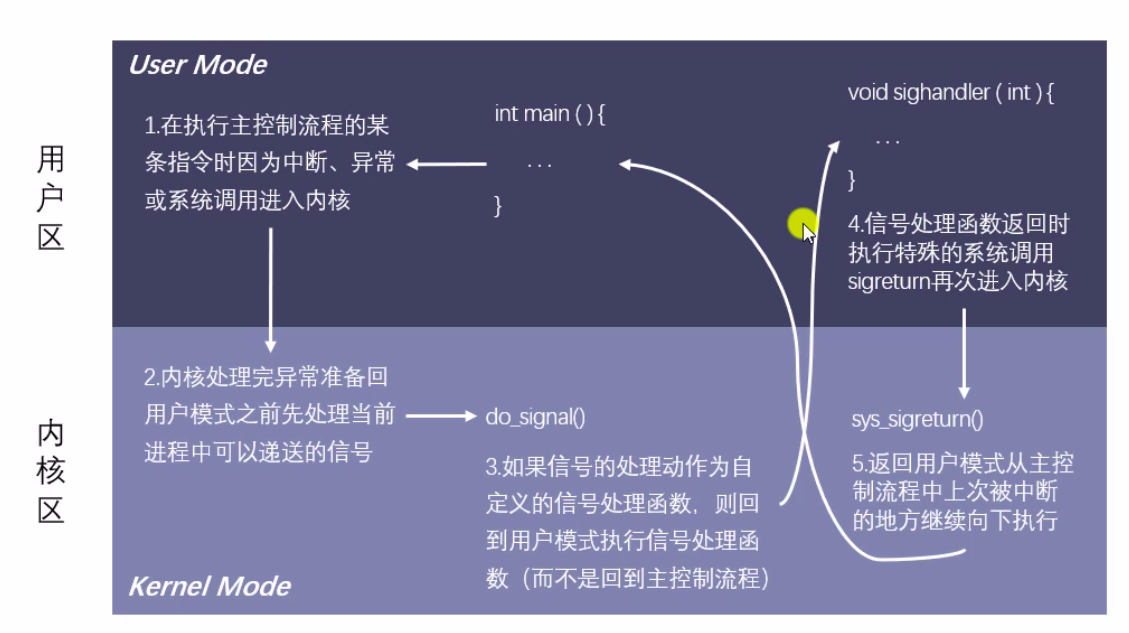 用
户
区
User Mode
1.在执行主控制流程的某
条指令时因为中断、异常
或系统调用进入内核
int main ( ) {
. . .
}
void sighandler ( int ) {
. . .
}
4.信号处理函数返回时
执行特殊的系统调用
sigreturn再次进入内核
内
核
区
2.内核处理完异常准备回
用户模式之前先处理当前
进程中可以递送的信号
do_signal()
3.如果信号的处理动作为自
定义的信号处理函数，则回
到用户模式执行信号处理函
数（而不是回到主控制流程）
sys_sigreturn()
5.返回用户模式从主控
制流程中上次被中断
的地方继续向下执行
Kernel Mode